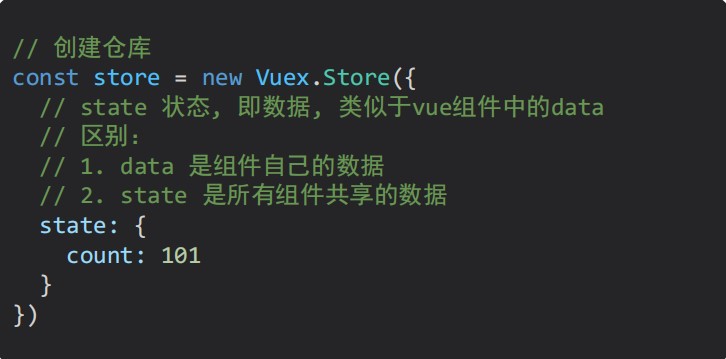 // 创建仓库
const store = new Vuex.Store({
  // state 状态, 即数据, 类似于vue组件中的data
  // 区别：
  // 1. data 是组件自己的数据
  // 2. state 是所有组件共享的数据
  state: {
    count: 101
  }
})